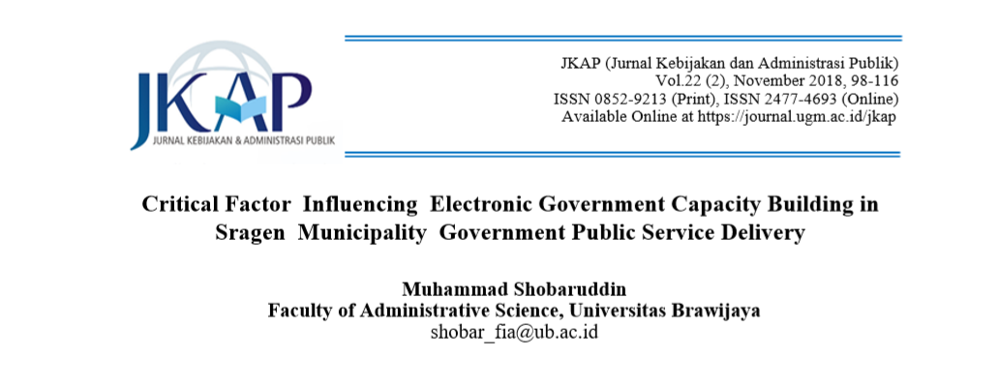 JKAP
JURNAL KEBIJAKAN & ADMINISTRASI PUBLIK
JKAP (Jurnal Kebijakan dan Administrasi Publik)
Vol.22 (2), November 2018, 98-116
ISSN 0852-9213 (Print), ISSN 2477-4693 (Online)
Available Online at https://journal.ugm.ac.id/jkap
Critical Factor Influencing Electronic Government Capacity Building in
Sragen Municipality Government Public Service Delivery
Muhammad Shobaruddin
Faculty of Administrative Science, Universitas Brawijaya
shobar_fia@ub.ac.id